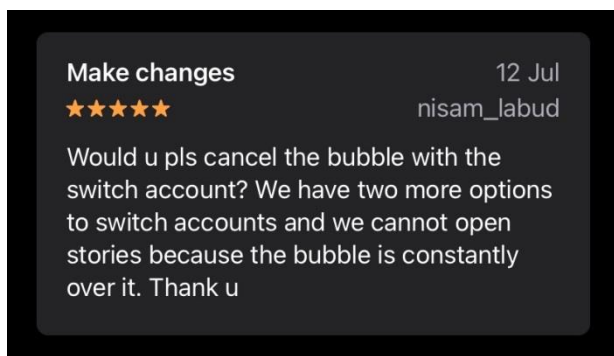 Make changes
12 Jul
nisam_labud
Would u pls cancel the bubble with the
switch account? We have two more options
to switch accounts and we cannot open
stories because the bubble is constantly
over it. Thank u